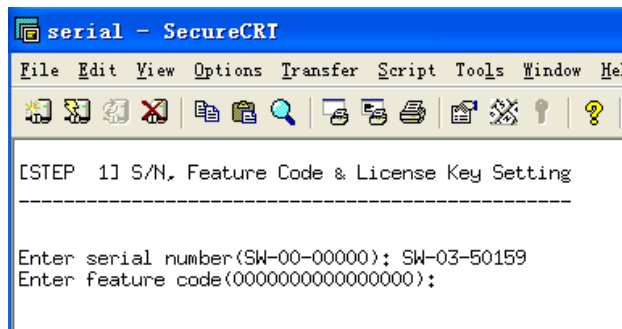 serial - SecureCRT
File Edit View Options Transfer Script Tools Window
[STEP  1] S/N, Feature Code & License Key Setting
-------------------------------------------------
Enter serial number(SW-00-00000): SW-03-50159
Enter feature code(0000000000000000):